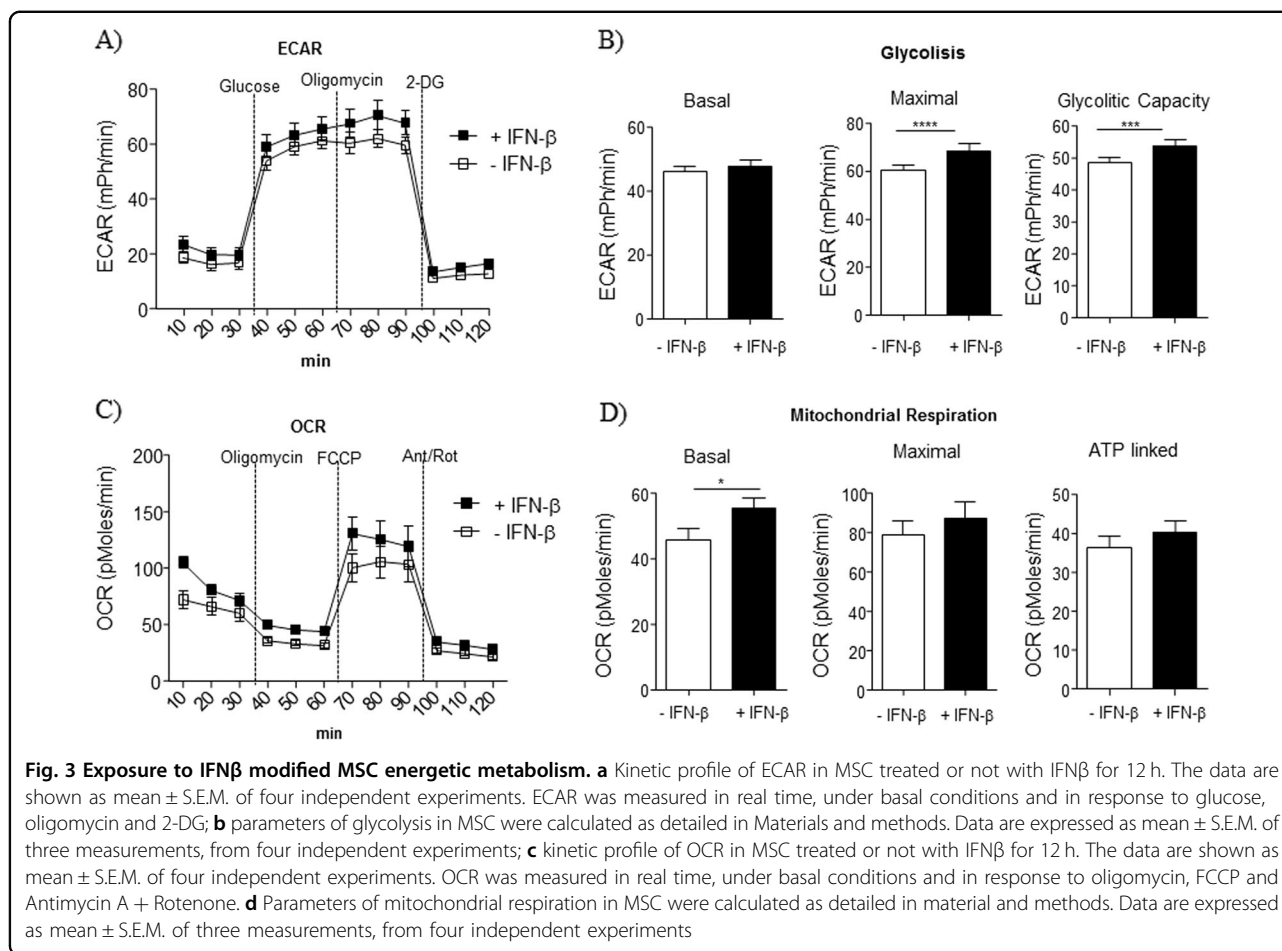 A)
ECAR
Glucose
Oligomycin
2-DG
80
60
40
20
0
ECAR (mPh/min)
10 20 30 40 50 60 70 80 90 100 110 120
min
+ IFN-β
- IFN-β
B)
Glycolisis
Basal
60
40
20
0
ECAR (mPh/min)
- IFN-β + IFN-β
Maximal
****
80
60
40
20
0
ECAR (mPh/min)
- IFN-β + IFN-β
Glycolitic Capacity
***
60
50
40
30
20
10
0
ECAR (mPh/min)
- IFN-β + IFN-β
C)
OCR
Oligomycin
FCCP
Ant/Rot
200
150
100
50
0
OCR (pMoles/min)
10 20 30 40 50 60 70 80 90 100 110 120
min
+ IFN-β
- IFN-β
D)
Mitochondrial Respiration
Basal
*
60
40
20
0
OCR (pMoles/min)
- IFN-β + IFN-β
Maximal
100
80
60
40
20
0
OCR (pMoles/min)
- IFN-β + IFN-β
ATP linked
50
40
30
20
10
0
OCR (pMoles/min)
- IFN-β + IFN-β
Fig. 3 Exposure to IFNβ modified MSC energetic metabolism. a Kinetic profile of ECAR in MSC treated or not with IFNβ for 12 h. The data are
shown as mean ± S.E.M. of four independent experiments. ECAR was measured in real time, under basal conditions and in response to glucose,
oligomycin and 2-DG; b parameters of glycolysis in MSC were calculated as detailed in Materials and methods. Data are expressed as mean ± S.E.M. of
three measurements, from four independent experiments; c kinetic profile of OCR in MSC treated or not with IFNβ for 12 h. The data are shown as
mean ± S.E.M. of four independent experiments. OCR was measured in real time, under basal conditions and in response to oligomycin, FCCP and
Antimycin A + Rotenone. d Parameters of mitochondrial respiration in MSC were calculated as detailed in material and methods. Data are expressed
as mean ± S.E.M. of three measurements, from four independent experiments